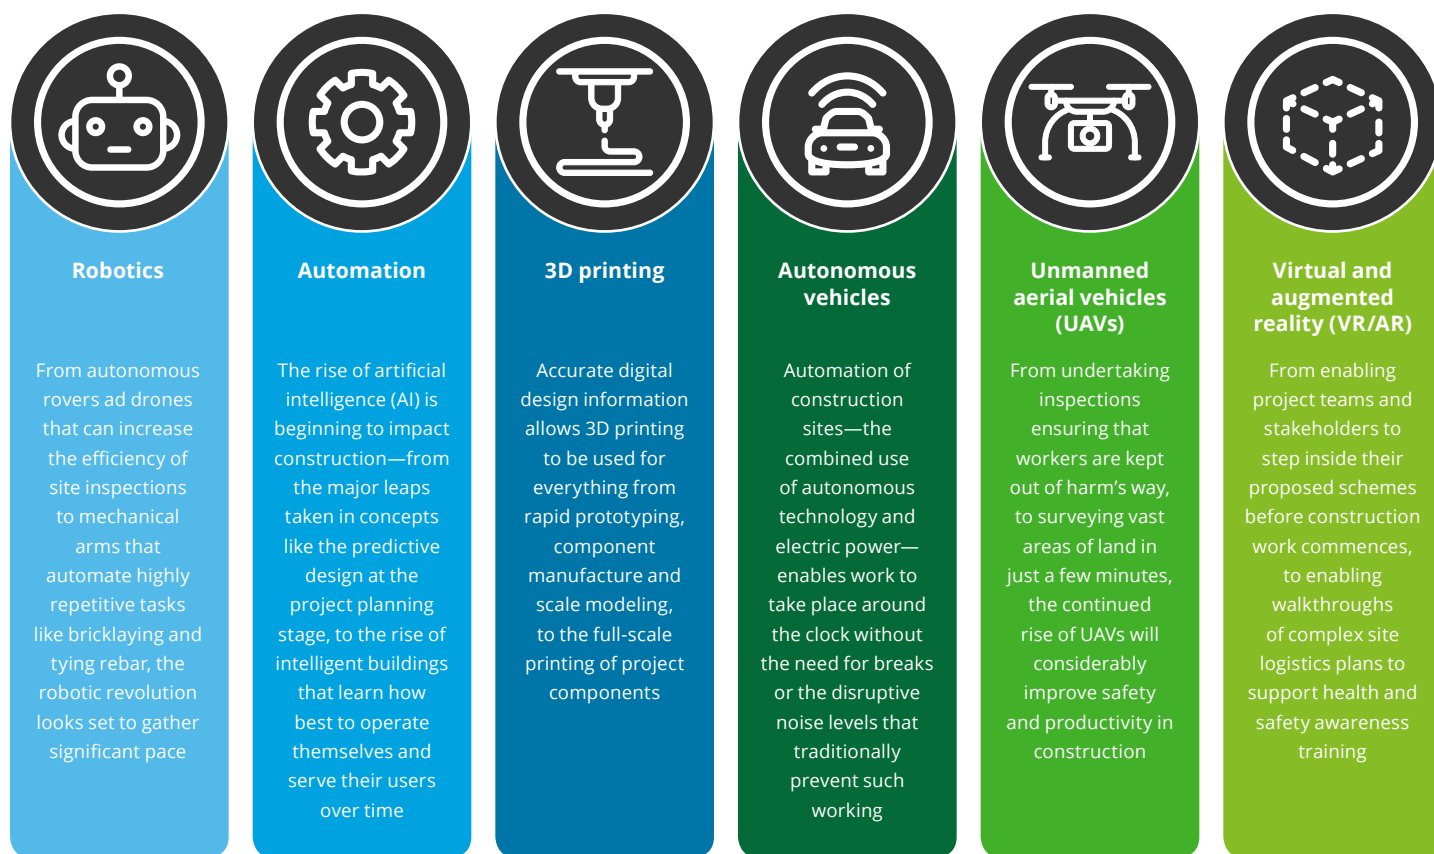 Robotics
From autonomous
rovers ad drones
that can increase
the efficiency of
site inspections
to mechanical
arms that
automate highly
repetitive tasks
like bricklaying and
tying rebar, the
robotic revolution
looks set to gather
significant pace
Automation
The rise of artificial
intelligence (AI) is
beginning to impact
construction—from
the major leaps
taken in concepts
like the predictive
design at the
project planning
stage, to the rise of
intelligent buildings
that learn how
best to operate
themselves and
serve their users
over time
3D printing
Accurate digital
design information
allows 3D printing
to be used for
everything from
rapid prototyping,
component
manufacture and
scale modeling,
to the full-scale
printing of project
components
Autonomous
vehicles
Automation of
construction
sites—the
combined use
of autonomous
technology and
electric power—
enables work to
take place around
the clock without
the need for breaks
or the disruptive
noise levels that
traditionally
prevent such
working
Unmanned
aerial vehicles
(UAVs)
From undertaking
inspections
ensuring that
workers are kept
out of harm’s way,
to surveying vast
areas of land in
just a few minutes,
the continued
rise of UAVs will
considerably
improve safety
and productivity in
construction
Virtual and
augmented
reality (VR/AR)
From enabling
project teams and
stakeholders to
step inside their
proposed schemes
before construction
work commences,
to enabling
walkthroughs
of complex site
logistics plans to
support health and
safety awareness
training